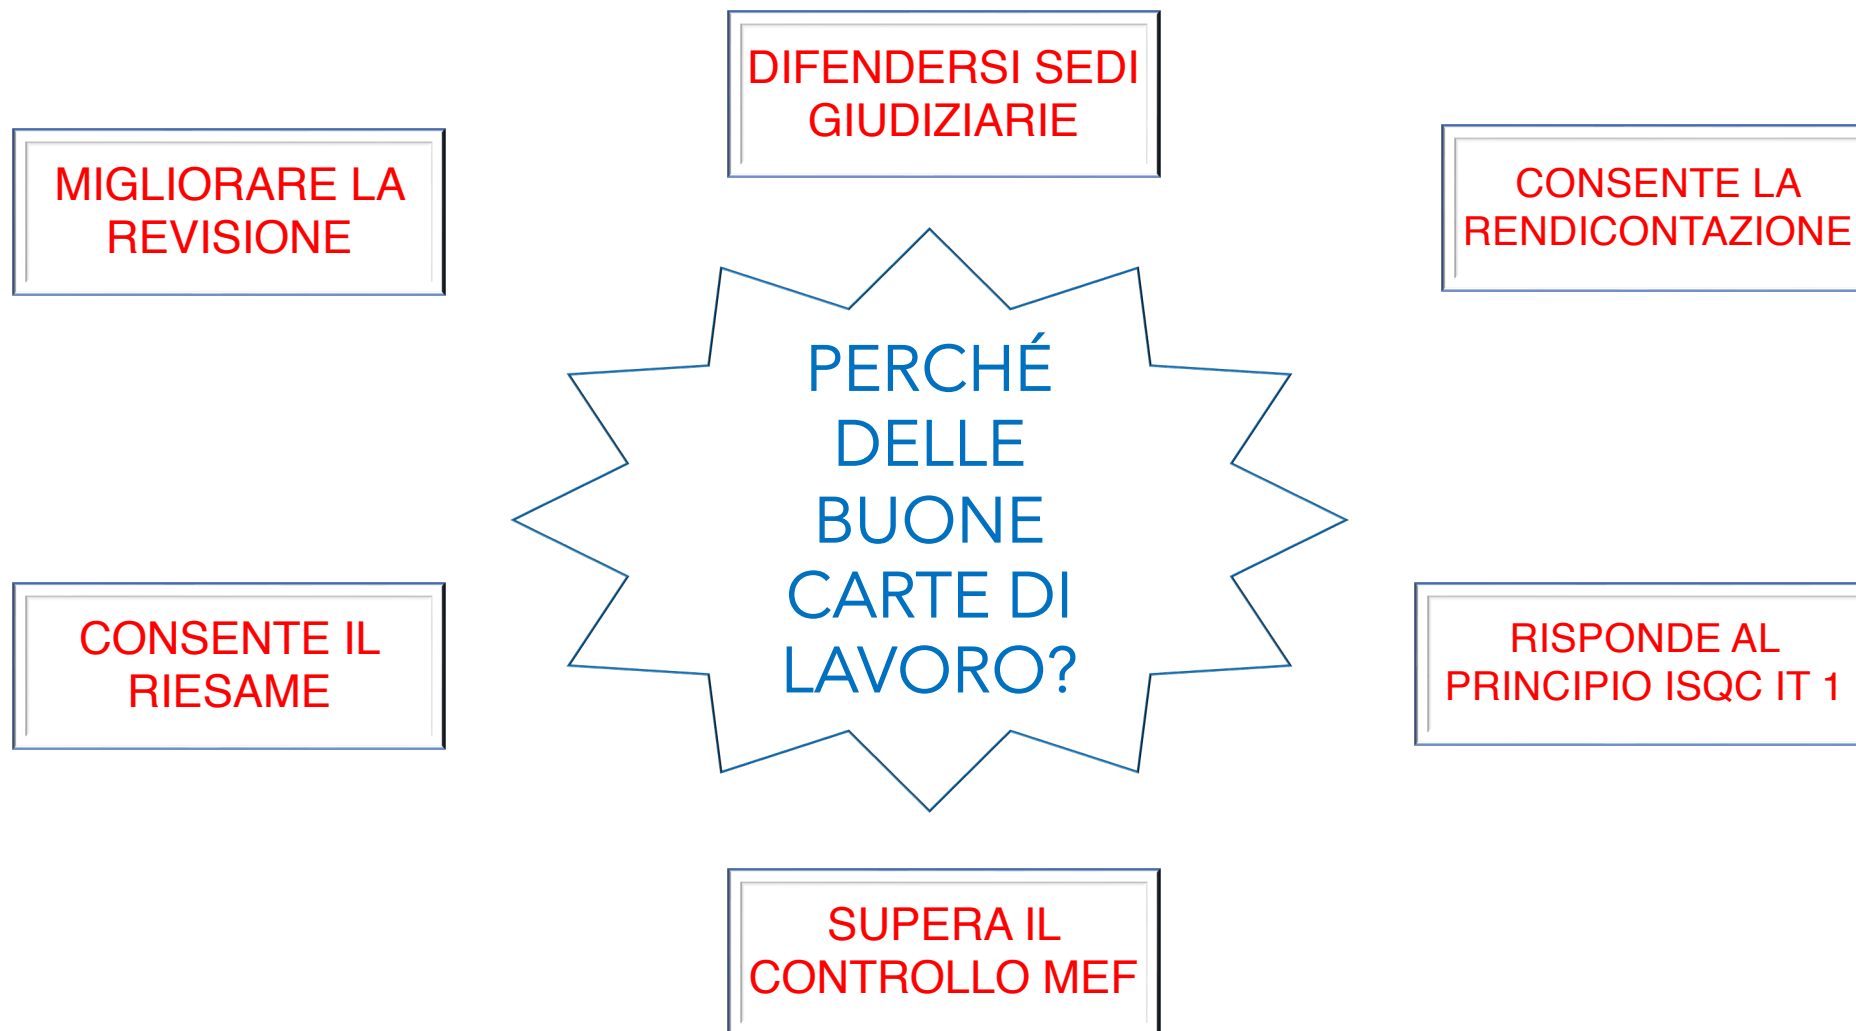 DIFENDERSI SEDI
GIUDIZIARIE
MIGLIORARE LA
REVISIONE
CONSENTE LA
RENDICONTAZIONE
PERCHÉ
DELLE
BUONE
CARTE DI
LAVORO?
CONSENTE IL
RIESAME
RISPONDE AL
PRINCIPIO ISQC IT 1
SUPERA IL
CONTROLLO MEF